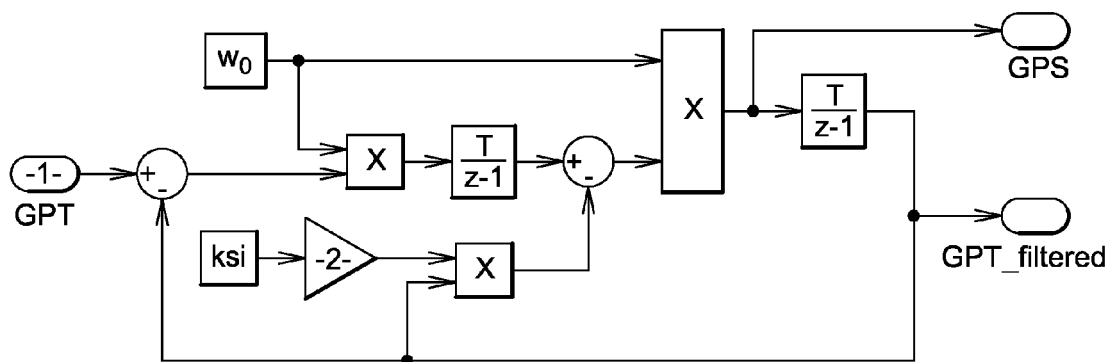 w0
GPS
X
T
z-1
X
T
z-1
+
-
-1-
GPT
+
-
ksi
-2-
X
GPT_filtered